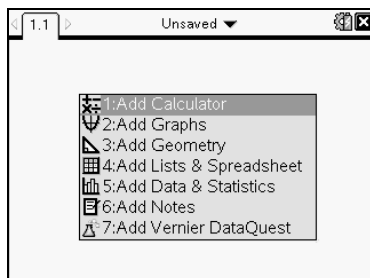 1.1 Unsaved
1:Add Calculator
2:Add Graphs
3:Add Geometry
4:Add Lists & Spreadsheet
5:Add Data & Statistics
6:Add Notes
7:Add Vernier DataQuest